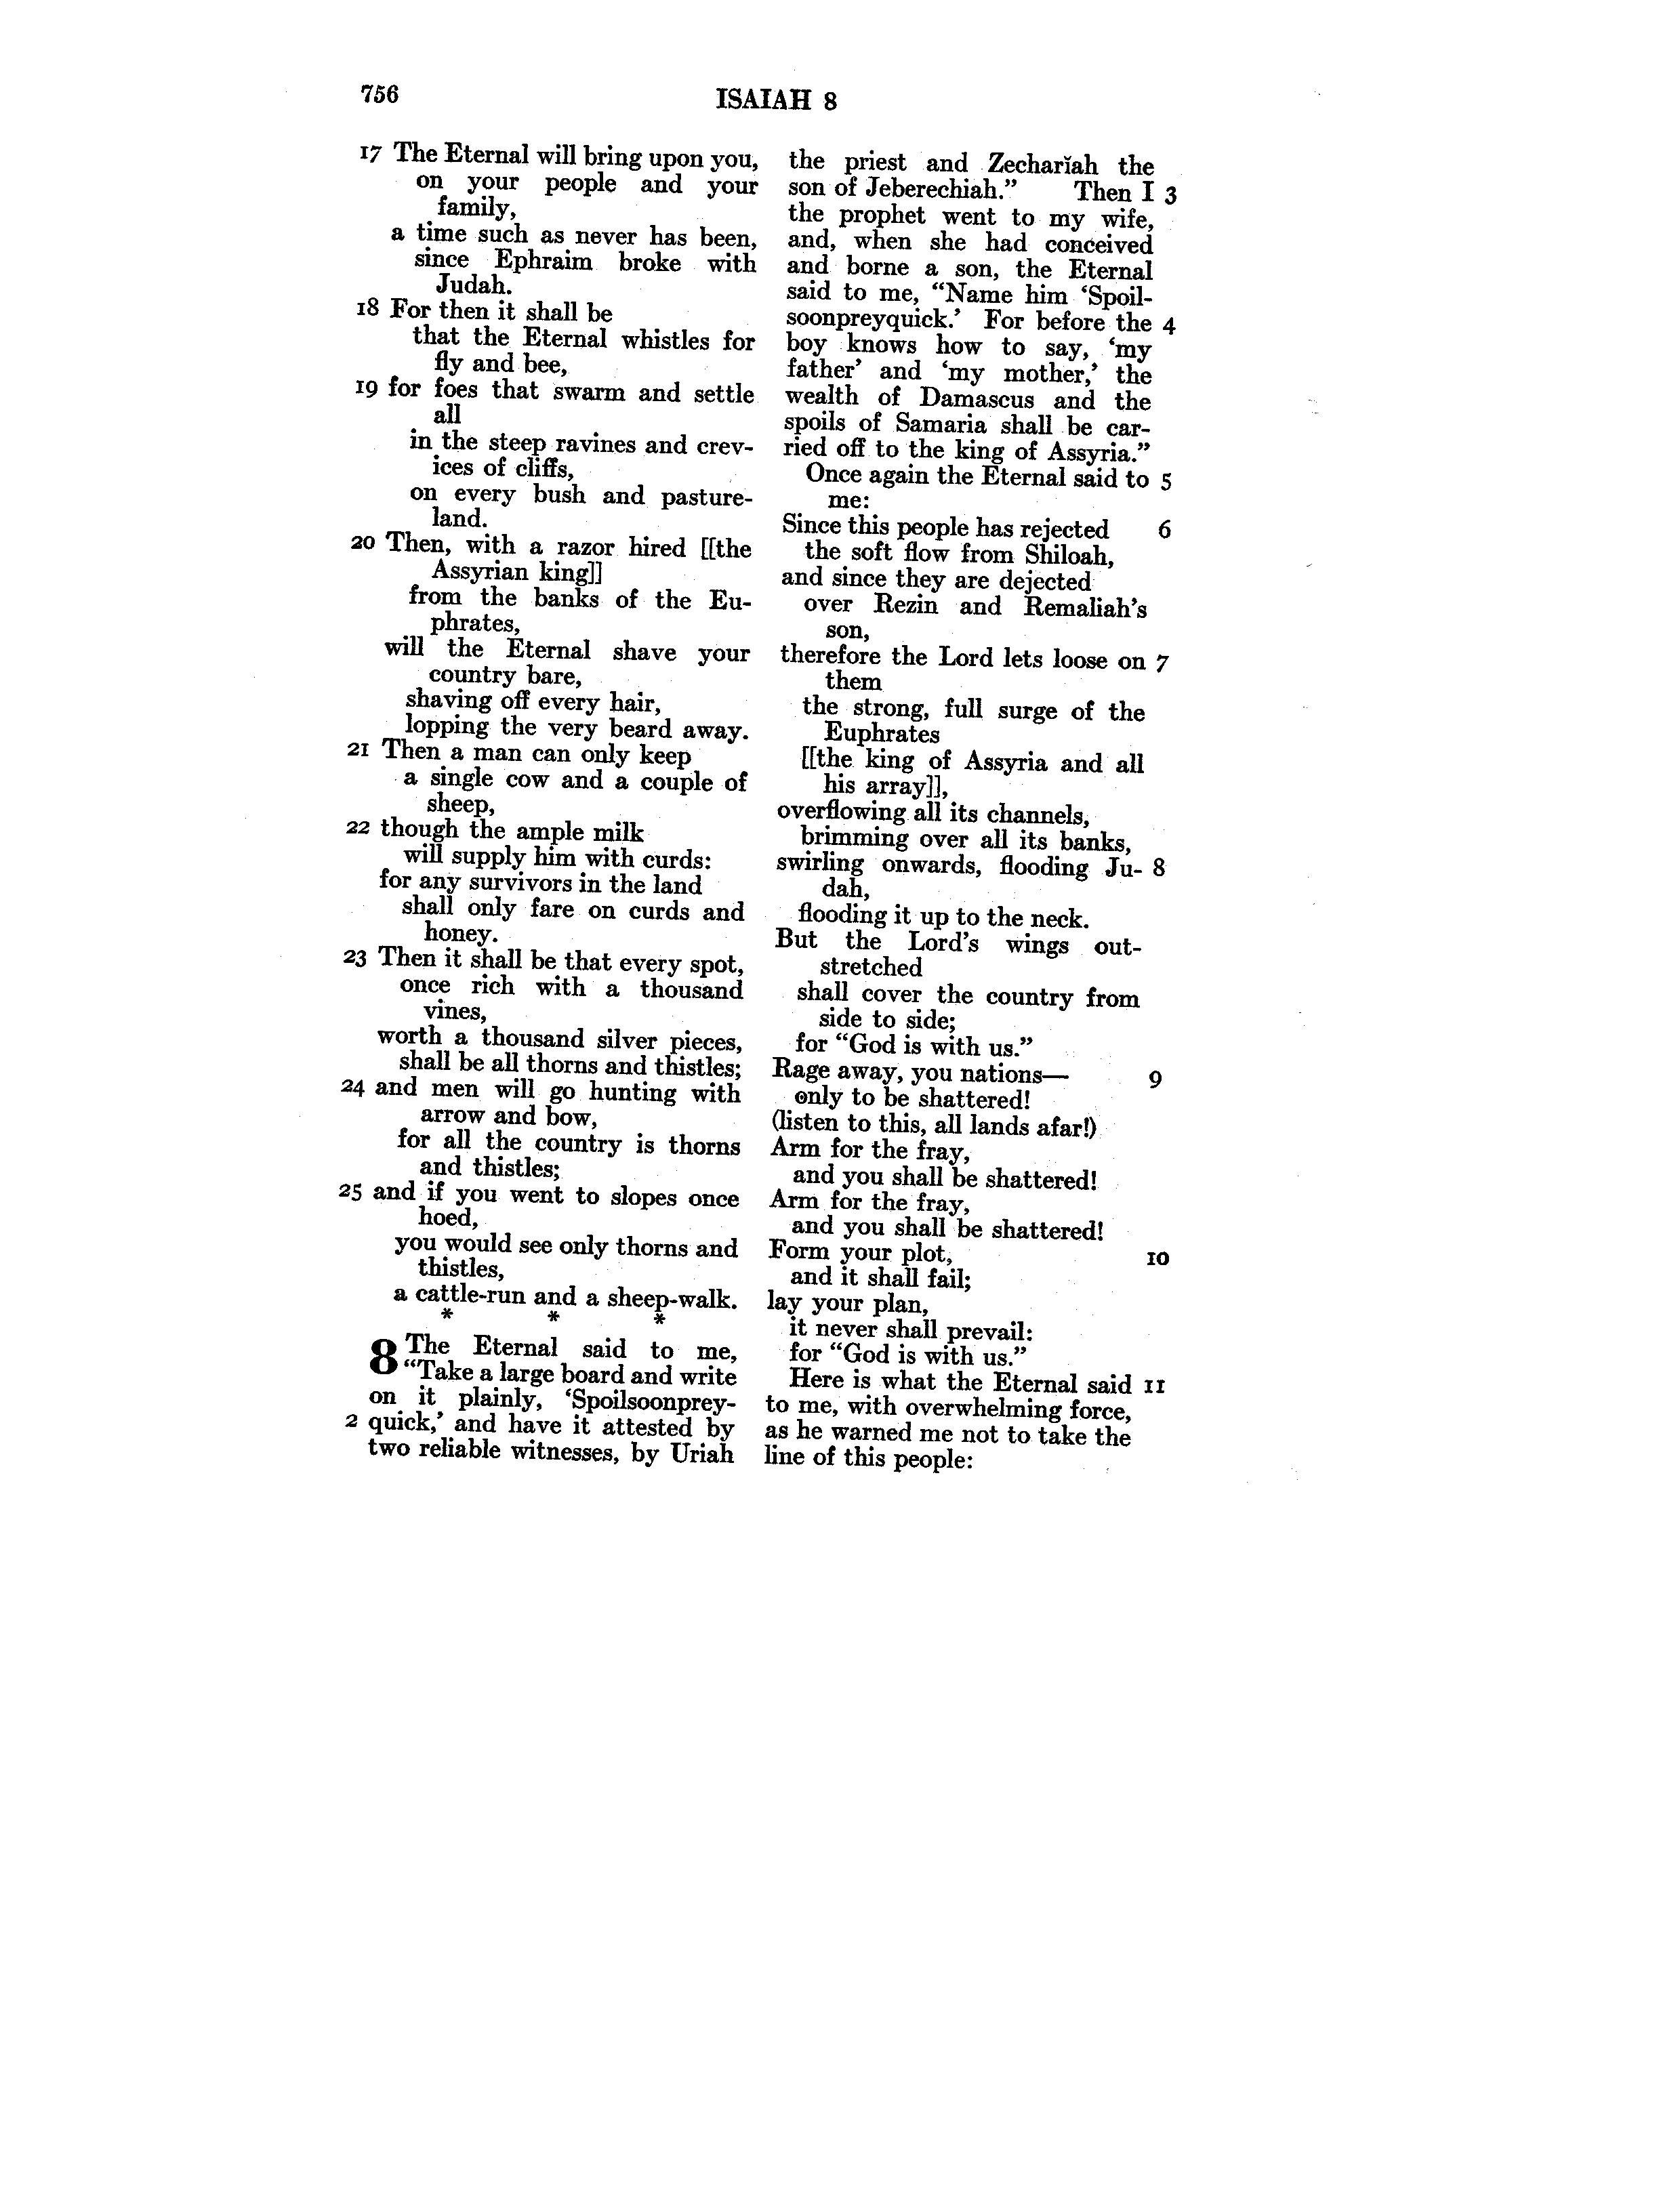 756
ISAIAH 8
17 The Eternal will bring upon you,
on your people and your
family,
a time such as never has been,
since Ephraim broke with
Judah.
18 For then it shall be
that the Eternal whistles for
fly and bee,
19 for foes that swarm and settle
all
in the steep ravines and crev-
ices of cliffs,
on every bush and pasture-
land.
20 Then, with a razor hired [[the
Assyrian king]]
from the banks of the Eu-
phrates,
will the Eternal shave your
country bare,
shaving off every hair,
lopping the very beard away.
21 Then a man can only keep
a single cow and a couple of
sheep,
22 though the ample milk
will supply him with curds:
for any survivors in the land
shall only fare on curds and
honey.
23 Then it shall be that every spot,
once rich with a thousand
vines,
worth a thousand silver pieces,
shall be all thorns and thistles;
24 and men will go hunting with
arrow and bow,
for all the country is thorns
and thistles;
25 and if you went to slopes once
hoed,
you would see only thorns and
thistles,
a cattle-run and a sheep-walk.
* * *
8 The Eternal said to me,
"Take a large board and write
on it plainly, 'Spoilsoonprey-
2 quick,' and have it attested by
two reliable witnesses, by Uriah
the priest and Zecharĭah the
son of Jeberechiah." Then I 3
the prophet went to my wife,
and, when she had conceived
and borne a son, the Eternal
said to me, "Name him 'Spoil-
soonpreyquick.' For before the 4
boy knows how to say, 'my
father' and 'my mother,' the
wealth of Damascus and the
spoils of Samaria shall be car-
ried off to the king of Assyria."
Once again the Eternal said to 5
me:
Since this people has rejected 6
the soft flow from Shiloah,
and since they are dejected
over Rezin and Remaliah's
son,
therefore the Lord lets loose on 7
them
the strong, full surge of the
Euphrates
[[the king of Assyria and all
his array]],
overflowing all its channels,
brimming over all its banks,
swirling onwards, flooding Ju- 8
dah,
flooding it up to the neck.
But the Lord's wings out-
stretched
shall cover the country from
side to side;
for "God is with us."
Rage away, you nations— 9
only to be shattered!
(listen to this, all lands afar!)
Arm for the fray,
and you shall be shattered!
Arm for the fray,
and you shall be shattered!
Form your plot, 10
and it shall fail;
lay your plan,
it never shall prevail:
for "God is with us."
Here is what the Eternal said 11
to me, with overwhelming force,
as he warned me not to take the
line of this people: